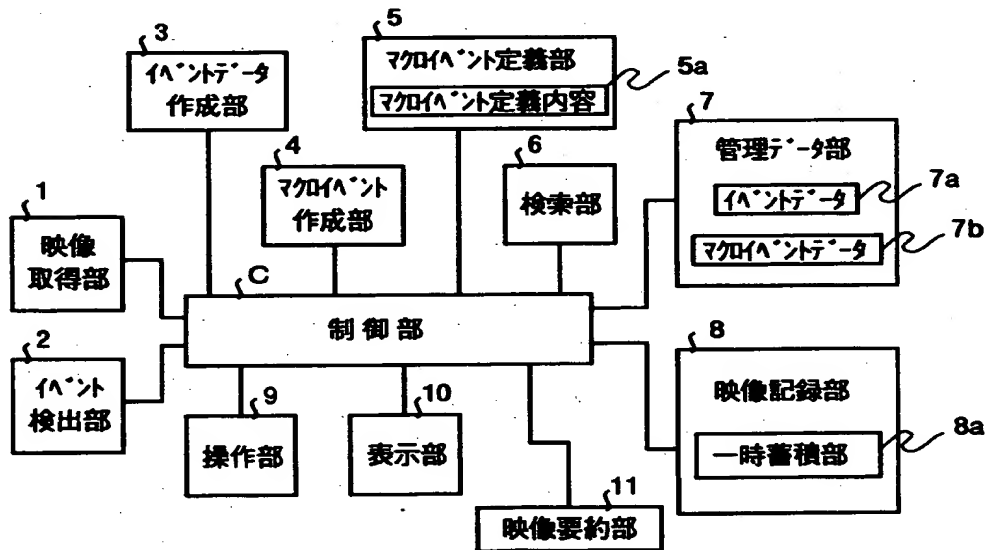 3
イベントデータ
作成部
5
マクロイベント定義部
マクロイベント定義内容
5a
4
マクロイベント
作成部
6
検索部
7
管理データ部
イベントデータ
7a
マクロイベントデータ
7b
1
映像
取得部
C
制御部
2
イベント
検出部
8
映像記録部
一時蓄積部
8a
9
操作部
10
表示部
11
映像要約部